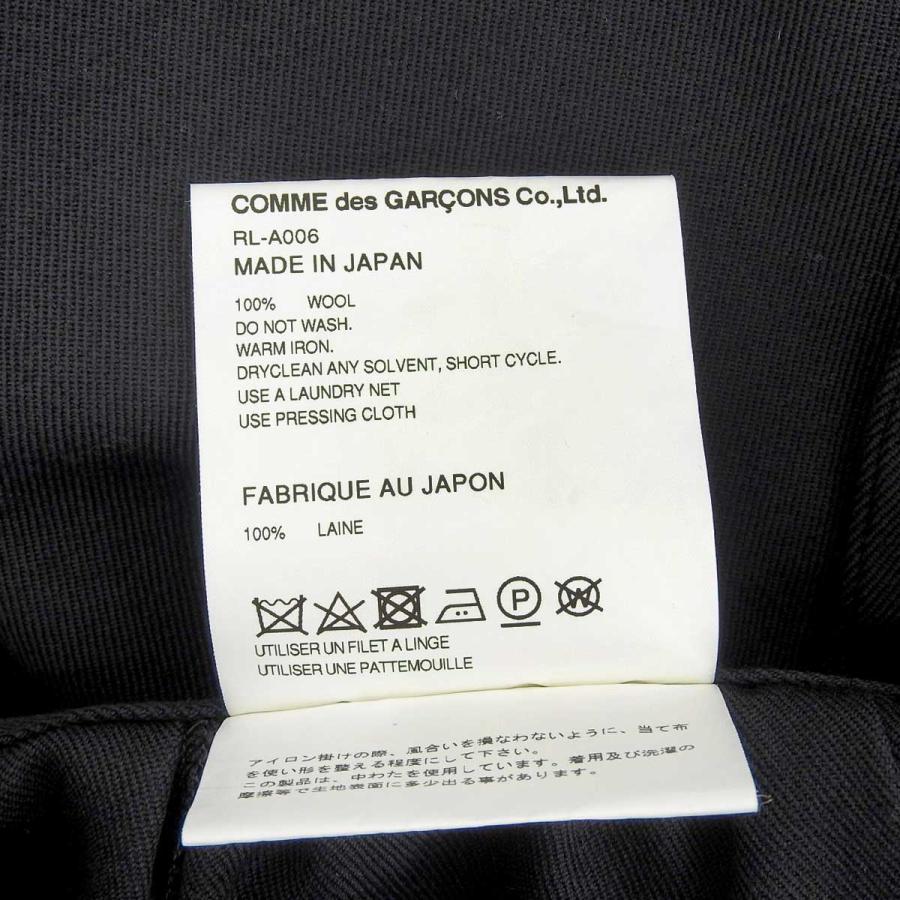 COMME des GARÇONS Co.,Ltd.
RL-A006
MADE IN JAPAN
100% WOOL
DO NOT WASH.
WARM IRON.
DRYCLEAN ANY SOLVENT, SHORT CYCLE.
USE A LAUNDRY NET
USE PRESSING CLOTH
FABRIQUE AU JAPON
100% LAINE
P W
UTILISER UN FILET A LINGE
UTILISER UNE PATTEMOUILLE
アイロン掛けの際、風合いを損なわないように、当て布
を使い形を整える程度にして下さい。
この製品は、中わたを使用しています。着用及び洗濯の
摩擦等で生地表面に多少出る事があります。